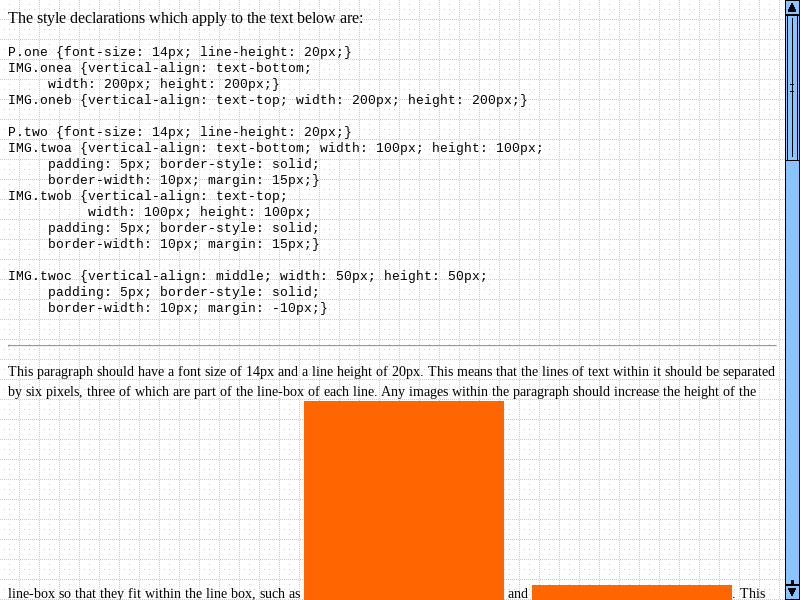 The style declarations which apply to the text below are:
P.one {font-size: 14px; line-height: 20px;}
IMG.onea {vertical-align: text-bottom;
width: 200px; height: 200px;}
IMG.oneb {vertical-align: text-top; width: 200px; height: 200px;}
P.two {font-size: 14px; line-height: 20px;}
IMG.twoa {vertical-align: text-bottom; width: 100px; height: 100px;
padding: 5px; border-style: solid;
border-width: 10px; margin: 15px;}
IMG.twob {vertical-align: text-top;
width: 100px; height: 100px;
padding: 5px; border-style: solid;
border-width: 10px; margin: 15px;}
IMG.twoc {vertical-align: middle; width: 50px; height: 50px;
padding: 5px; border-style: solid;
border-width: 10px; margin: -10px;}
This paragraph should have a font size of 14px and a line height of 20px. This means that the lines of text within it should be separated
by six pixels, three of which are part of the line-box of each line. Any images within the paragraph should increase the height of the
line-box so that they fit within the line box, such as and . This